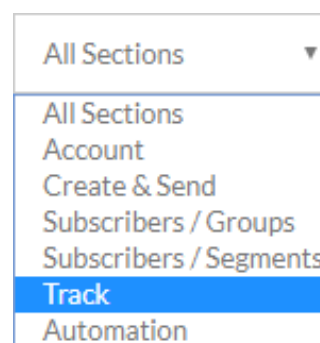 All Sections ▼
All Sections
Account
Create & Send
Subscribers / Groups
Subscribers / Segments
Track
Automation